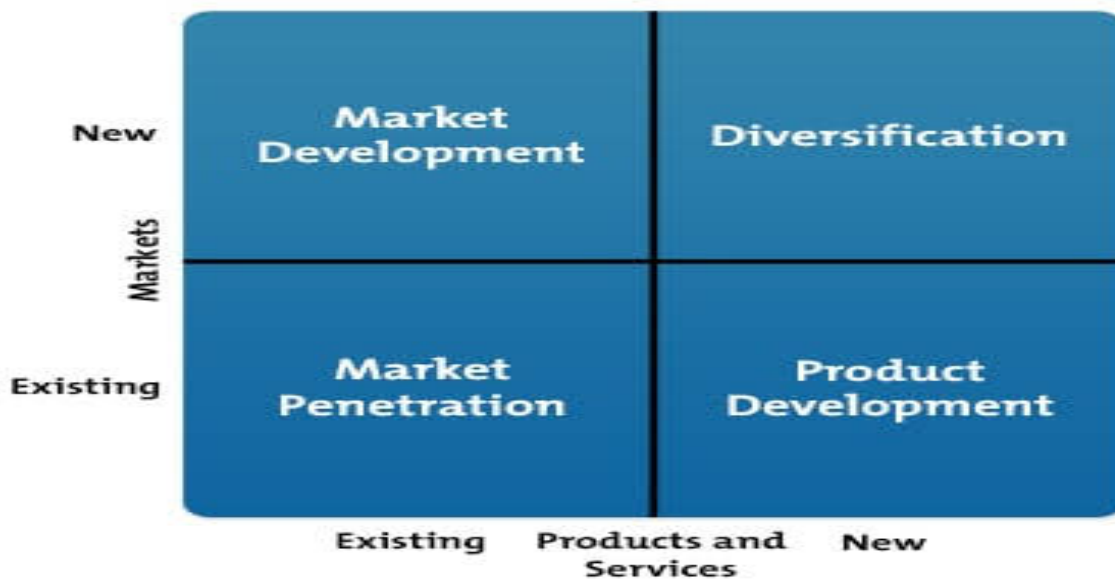 New
Market
Development
Diversification
Markets
Existing
Market
Penetration
Product
Development
Existing
Products and
Services
New